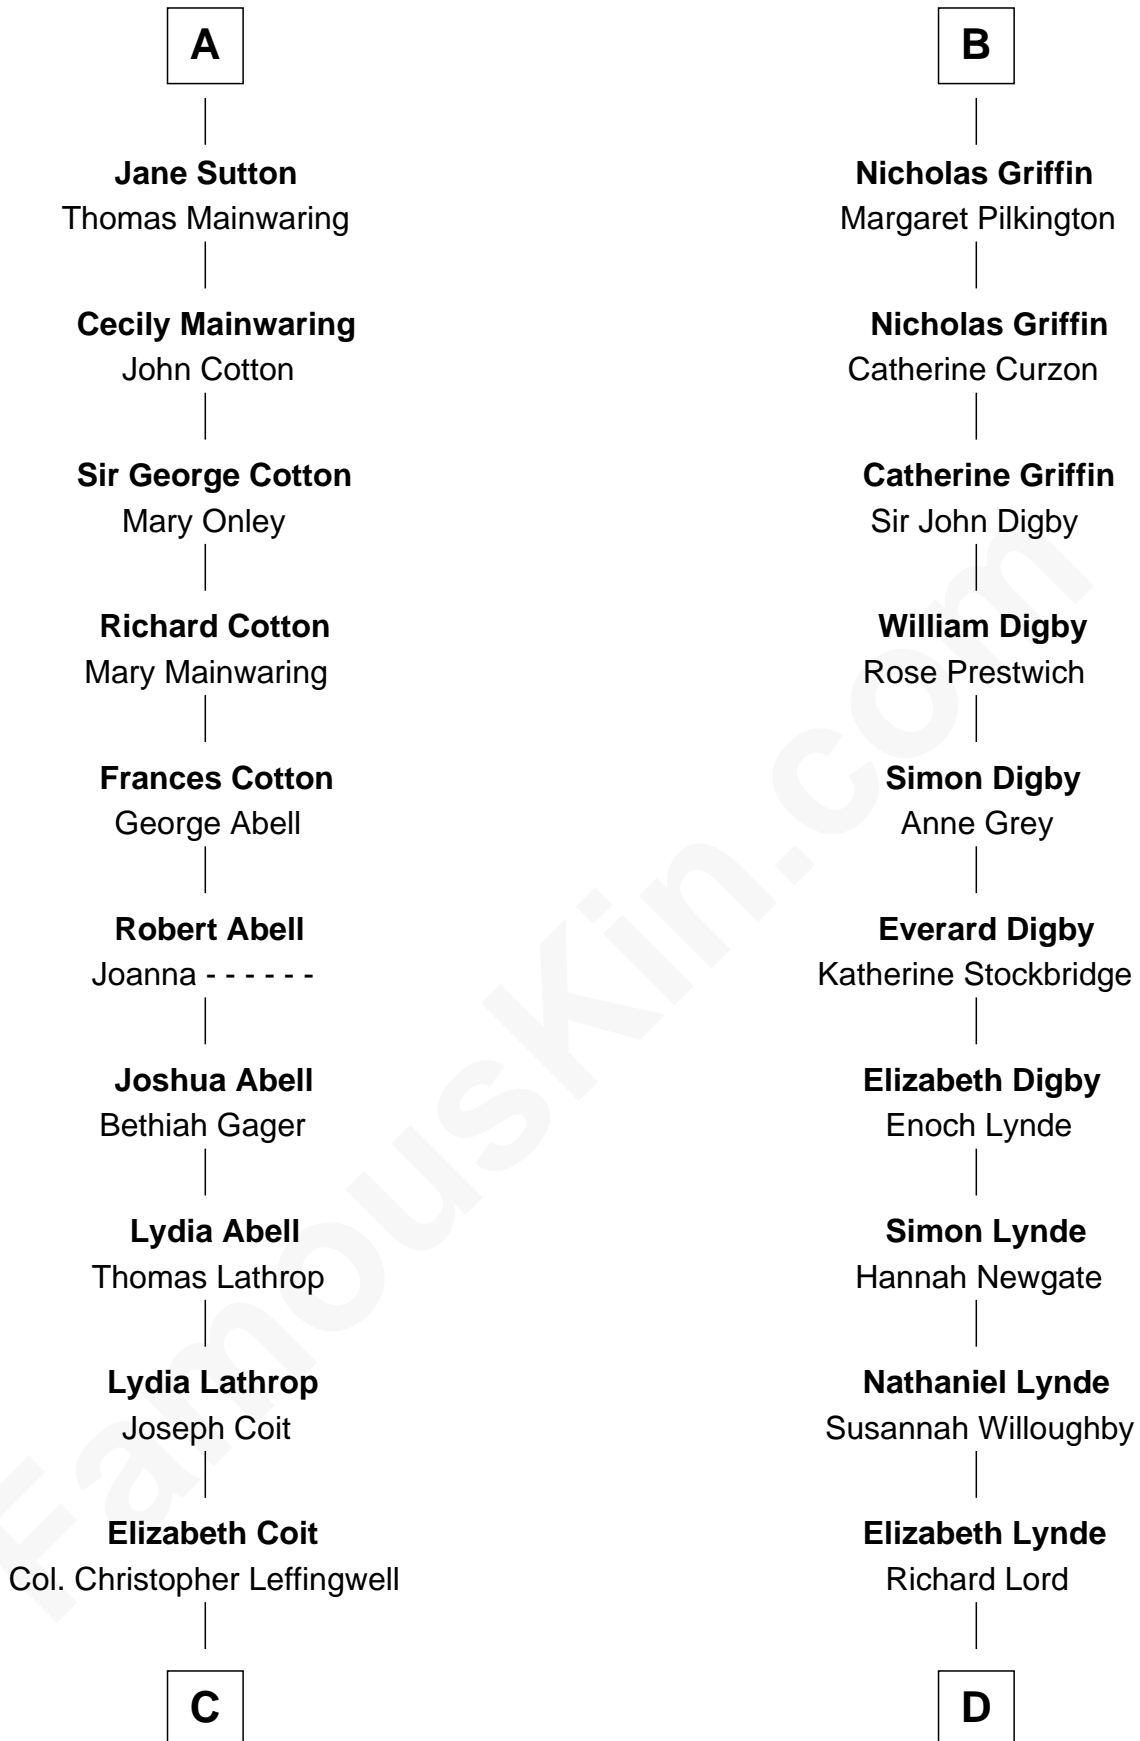 A
Jane Sutton
Thomas Mainwaring
Cecily Mainwaring
John Cotton
Sir George Cotton
Mary Onley
Richard Cotton
Mary Mainwaring
Frances Cotton
George Abell
Robert Abell
Joanna - - - - - -
Joshua Abell
Bethiah Gager
Lydia Abell
Thomas Lathrop
Lydia Lathrop
Joseph Coit
Elizabeth Coit
Col. Christopher Leffingwell
C
B
Nicholas Griffin
Margaret Pilkington
Nicholas Griffin
Catherine Curzon
Catherine Griffin
Sir John Digby
William Digby
Rose Prestwich
Simon Digby
Anne Grey
Everard Digby
Katherine Stockbridge
Elizabeth Digby
Enoch Lynde
Simon Lynde
Hannah Newgate
Nathaniel Lynde
Susannah Willoughby
Elizabeth Lynde
Richard Lord
D
FamousKin.com